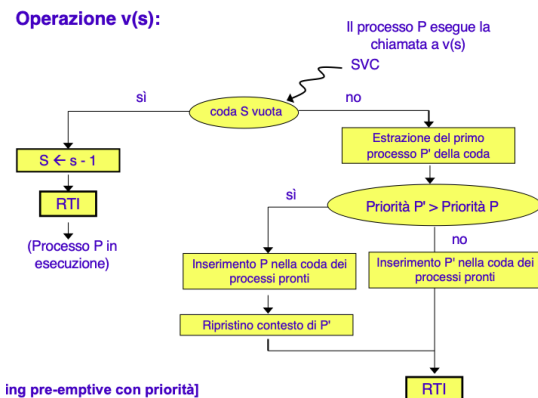 Operazione v(s):
Il processo P esegue la
chiamata a v(s)
SVC
sì
no
coda S vuota
S ← s - 1
RTI
(Processo P in
esecuzione)
Estrazione del primo
processo P' della coda
Priorità P' > Priorità P
sì
no
Inserimento P nella coda dei
processi pronti
Inserimento P' nella coda dei
processi pronti
Ripristino contesto di P'
RTI
ing pre-emptive con priorità]